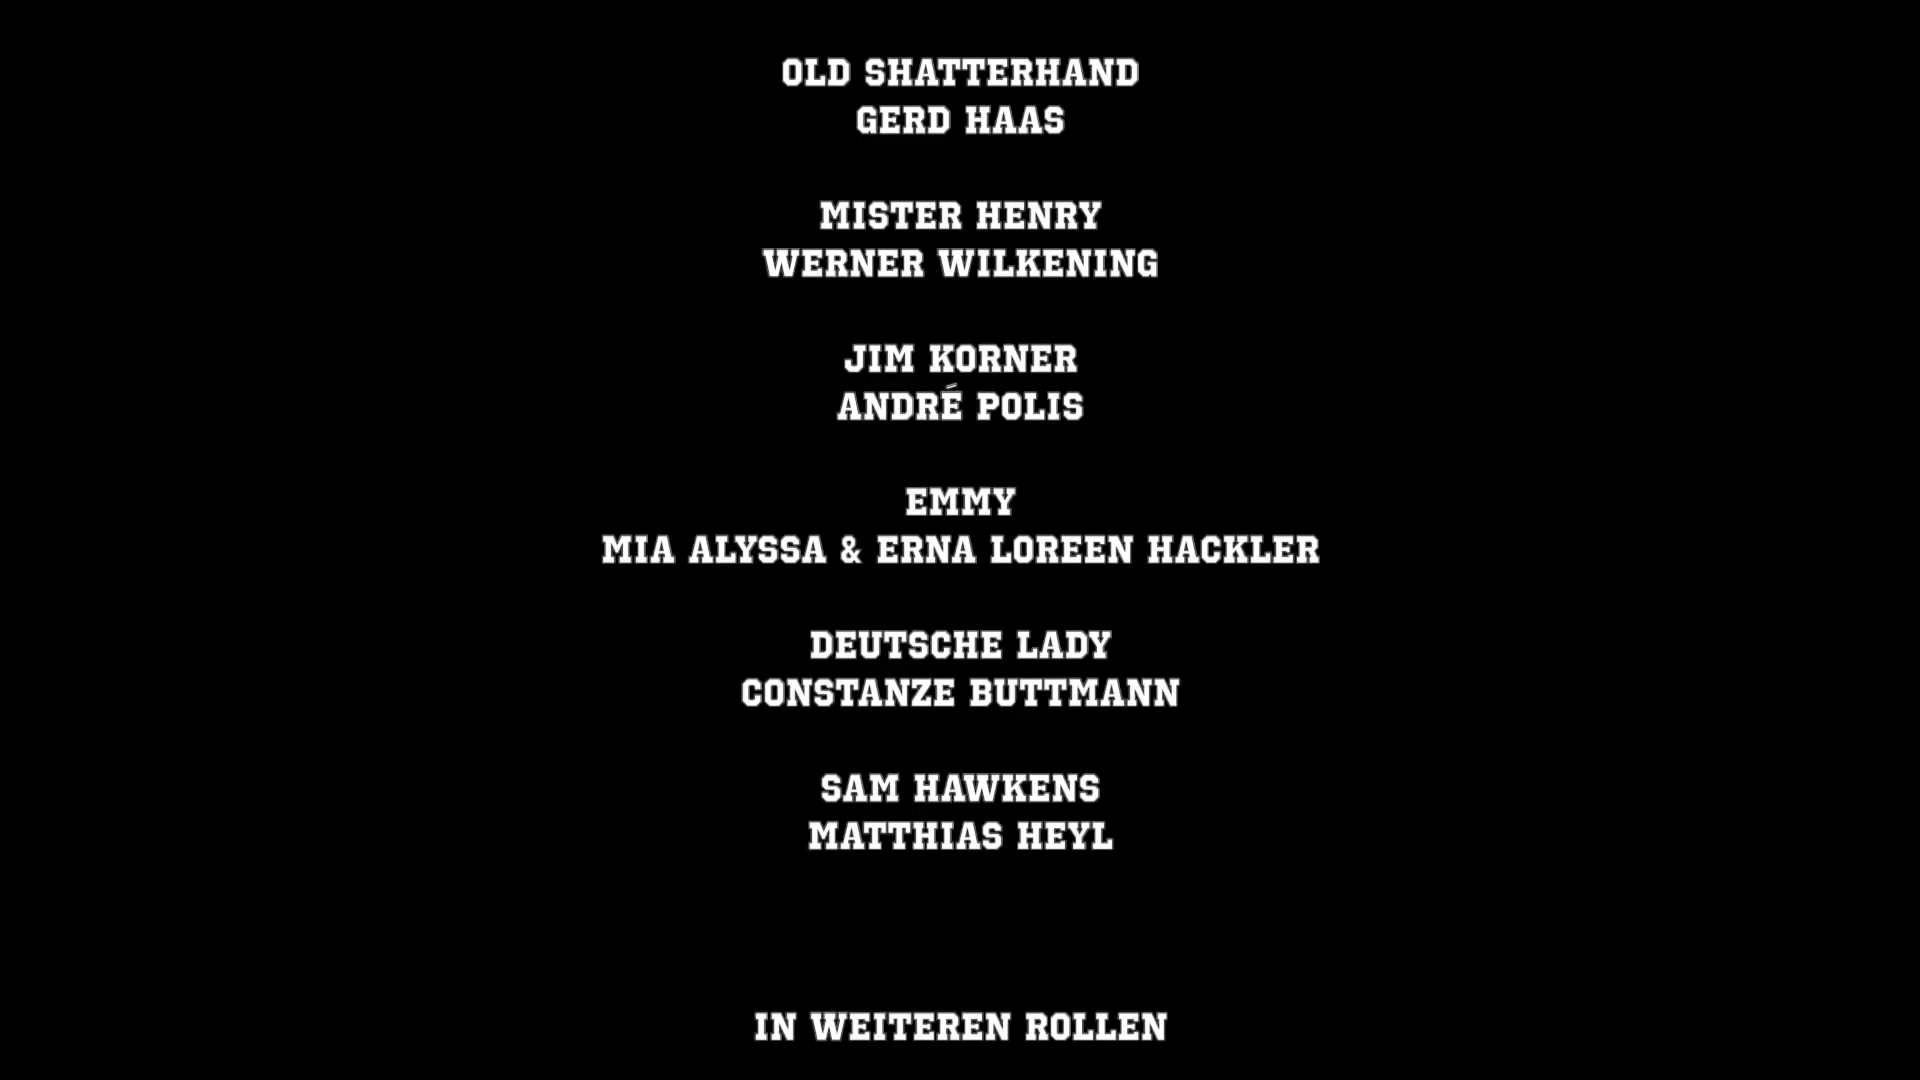 OLD SHATTERHAND
GERD HAAS
MISTER HENRY
WERNER WILKENING
JIM KORNER
ANDRÉ POLIS
EMMY
MIA ALYSSA & ERNA LOREEN HACKLER
DEUTSCHE LADY
CONSTANZE BUTTMANN
SAM HAWKENS
MATTHIAS HEYL
IN WEITEREN ROLLEN